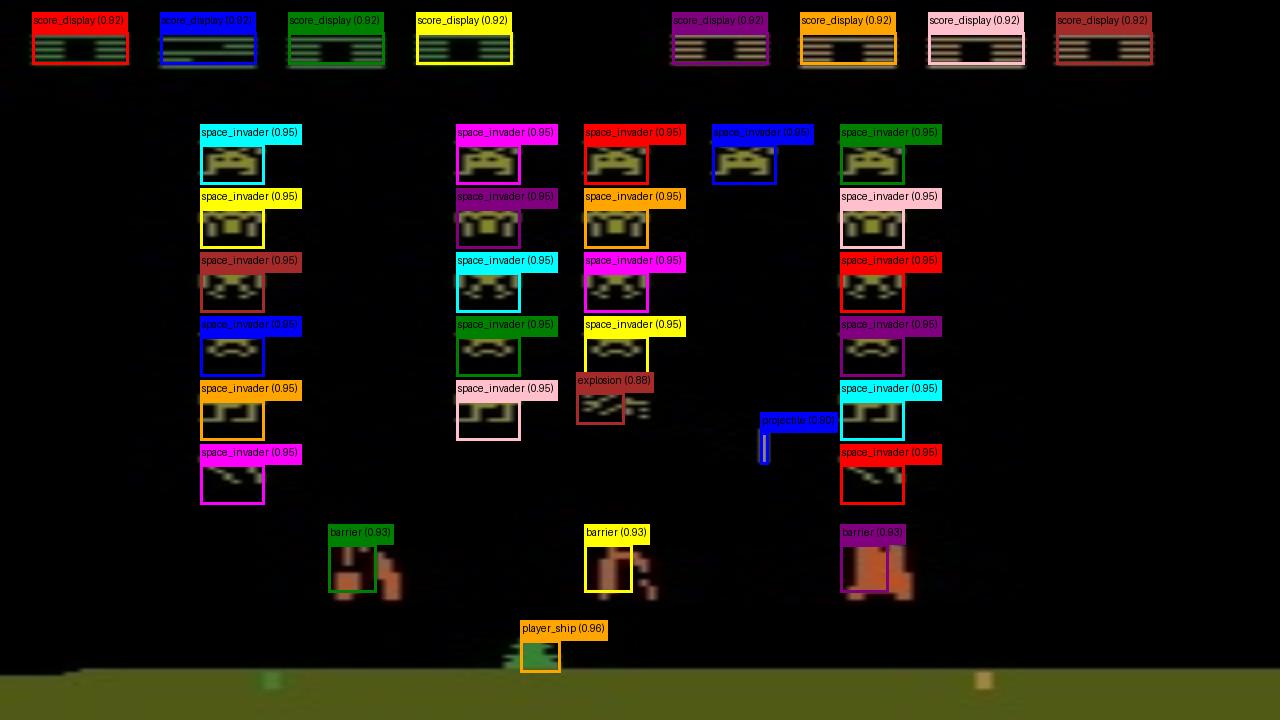 score_display (0.92) score_display (0.92) score_display (0.92) score_display (0.92) score_display (0.92) score_display (0.92) score_display (0.92) score_display (0.92)
space_invader (0.95) space_invader (0.95) space_invader (0.95) space_invader (0.95) space_invader (0.95)
space_invader (0.95) space_invader (0.95) space_invader (0.95) space_invader (0.95)
space_invader (0.95) space_invader (0.95) space_invader (0.95) space_invader (0.95)
space_invader (0.95) space_invader (0.95) space_invader (0.95) space_invader (0.95)
space_invader (0.95) space_invader (0.95) explosion (0.88) space_invader (0.95)
projectile (0.90)
space_invader (0.95) space_invader (0.95)
barrier (0.93) barrier (0.93) barrier (0.93)
player_ship (0.96)